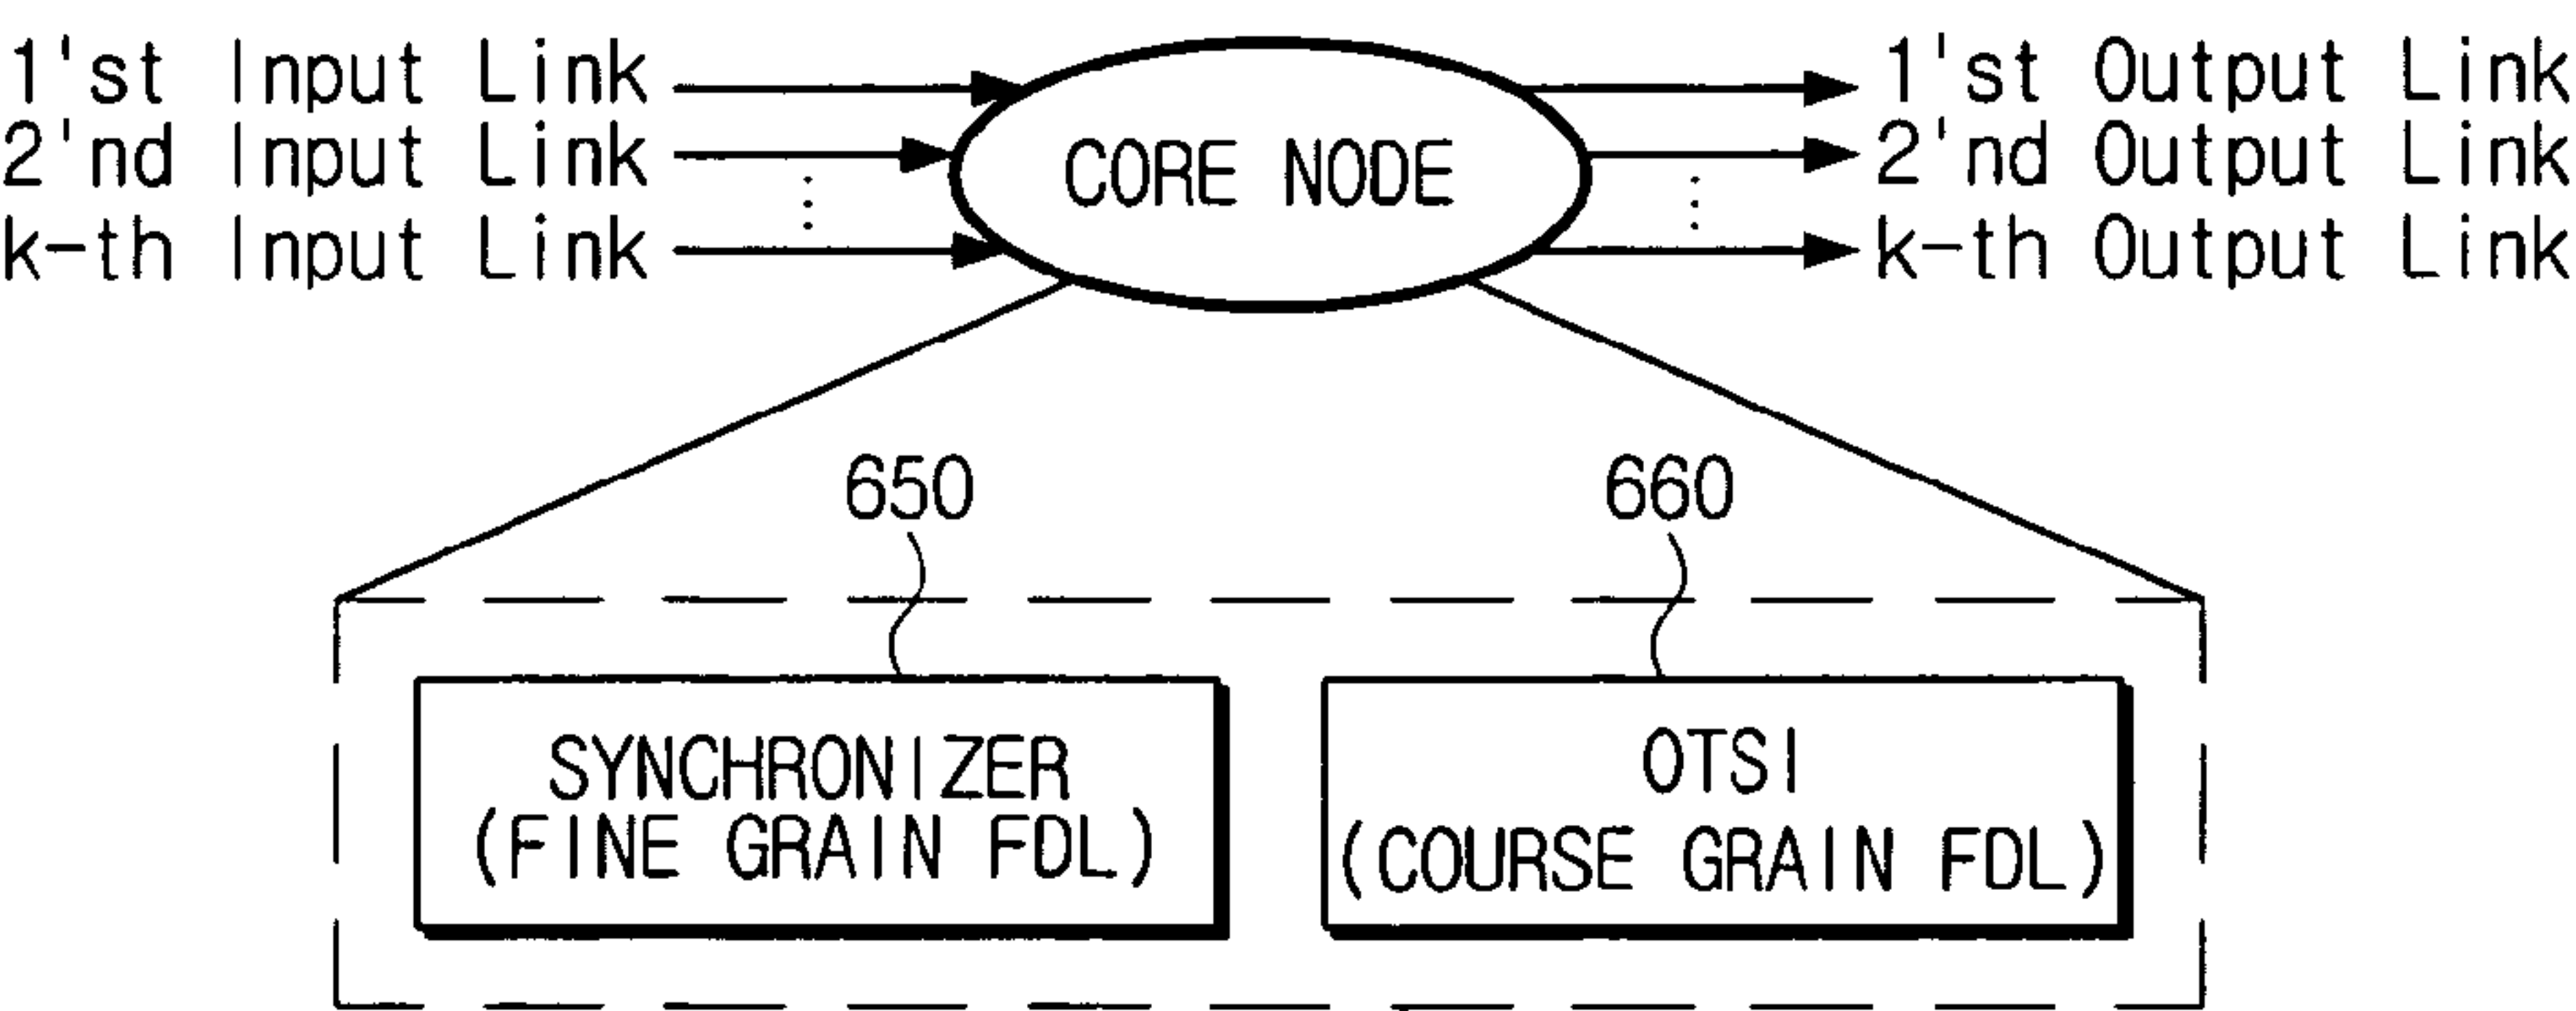 1'st Input Link
2'nd Input Link
k-th Input Link
CORE NODE
1'st Output Link
2'nd Output Link
k-th Output Link
650
660
SYNCHRONIZER
(FINE GRAIN FDL)
OTSI
(COURSE GRAIN FDL)